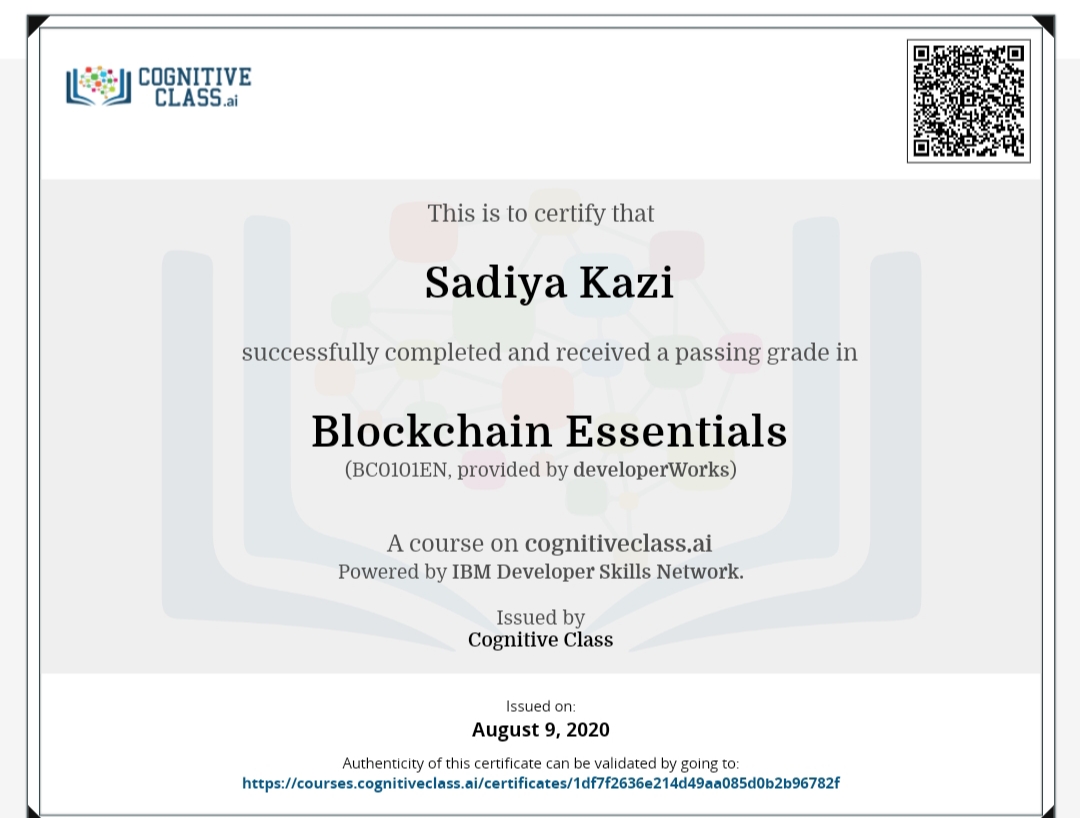 COGNITIVE
CLASS.ai
This is to certify that
Sadiya Kazi
successfully completed and received a passing grade in
Blockchain Essentials
(BC0101EN, provided by developerWorks)
A course on cognitiveclass.ai
Powered by IBM Developer Skills Network.
Issued by
Cognitive Class
Issued on:
August 9, 2020
Authenticity of this certificate can be validated by going to:
https://courses.cognitiveclass.ai/certificates/1df7f2636e214d49aa085d0b2b96782f